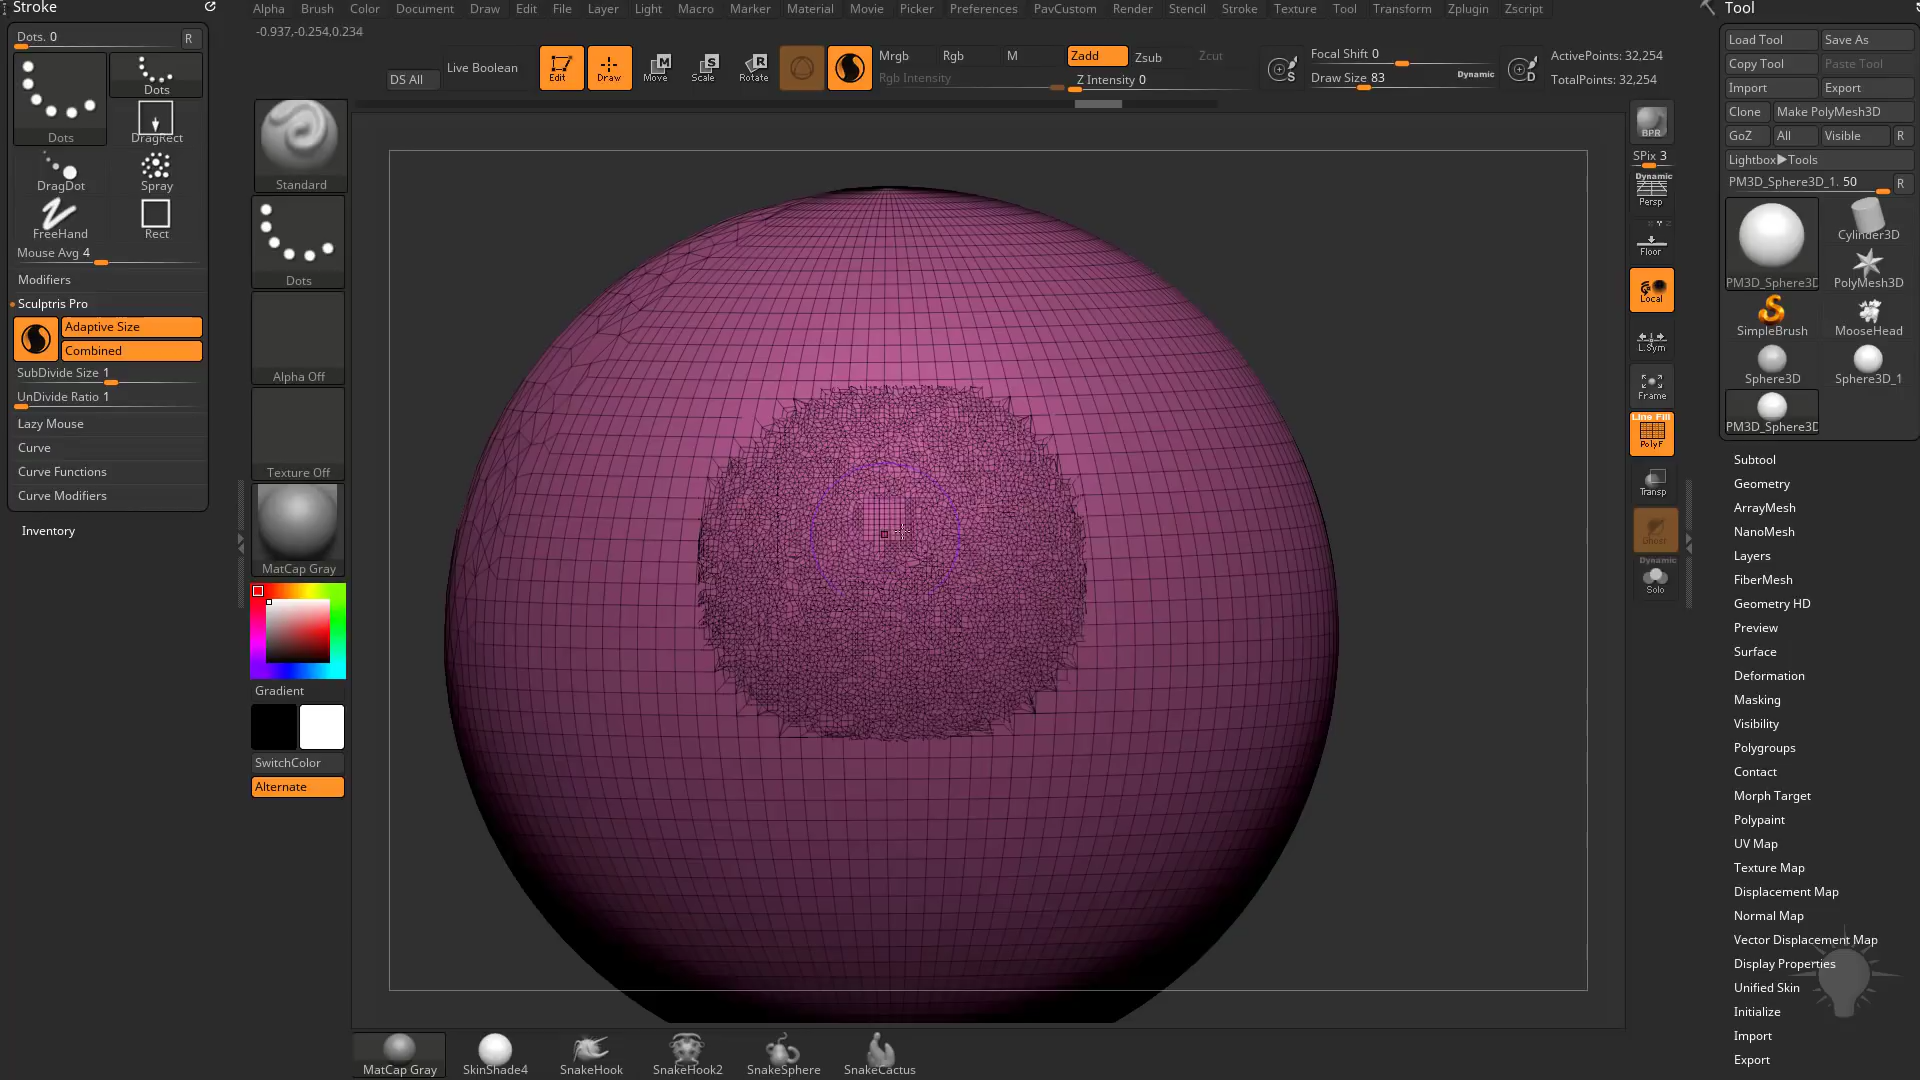 Stroke
Alpha Brush Color Document Draw Edit File Layer Light Macro Marker Material Movie Picker Preferences PavCustom Render Stencil Stroke Texture Tool Transform Zplugin Zscript
Tool
-0.937,-0.254,0.234
Dots. 0
R
Dots
Dots
DragRect
DragDot
Spray
FreeHand
Rect
Mouse Avg 4
Modifiers
Sculptris Pro
Adaptive Size
Combined
SubDivide Size 1
UnDivide Ratio 1
Lazy Mouse
Curve
Curve Functions
Curve Modifiers
Inventory
DS All
Live Boolean
Edit
Draw
Move
Scale
Rotate
Mrgb Rgb M
Rgb Intensity
Zadd Zsub Zcut
Z Intensity 0
Focal Shift 0
Draw Size 83
Dynamic
ActivePoints: 32,254
TotalPoints: 32,254
Standard
Dots
Alpha Off
Texture Off
MatCap Gray
Gradient
SwitchColor
Alternate
BPR
SPix 3
Dynamic
Persp
Floor
Local
L.Sym
Frame
Line Fill
PolyF
Transp
Dynamic
Solo
Load Tool Save As
Copy Tool Paste Tool
Import Export
Clone Make PolyMesh3D
GoZ All Visible R
Lightbox▶Tools
PM3D_Sphere3D_1. 50 R
PM3D_Sphere3D
Cylinder3D
PolyMesh3D
SimpleBrush
MooseHead
Sphere3D
Sphere3D_1
PM3D_Sphere3D
Subtool
Geometry
ArrayMesh
NanoMesh
Layers
FiberMesh
Geometry HD
Preview
Surface
Deformation
Masking
Visibility
Polygroups
Contact
Morph Target
Polypaint
UV Map
Texture Map
Displacement Map
Normal Map
Vector Displacement Map
Display Properties
Unified Skin
Initialize
Import
Export
MatCap Gray
SkinShade4
SnakeHook
SnakeHook2
SnakeSphere
SnakeCactus